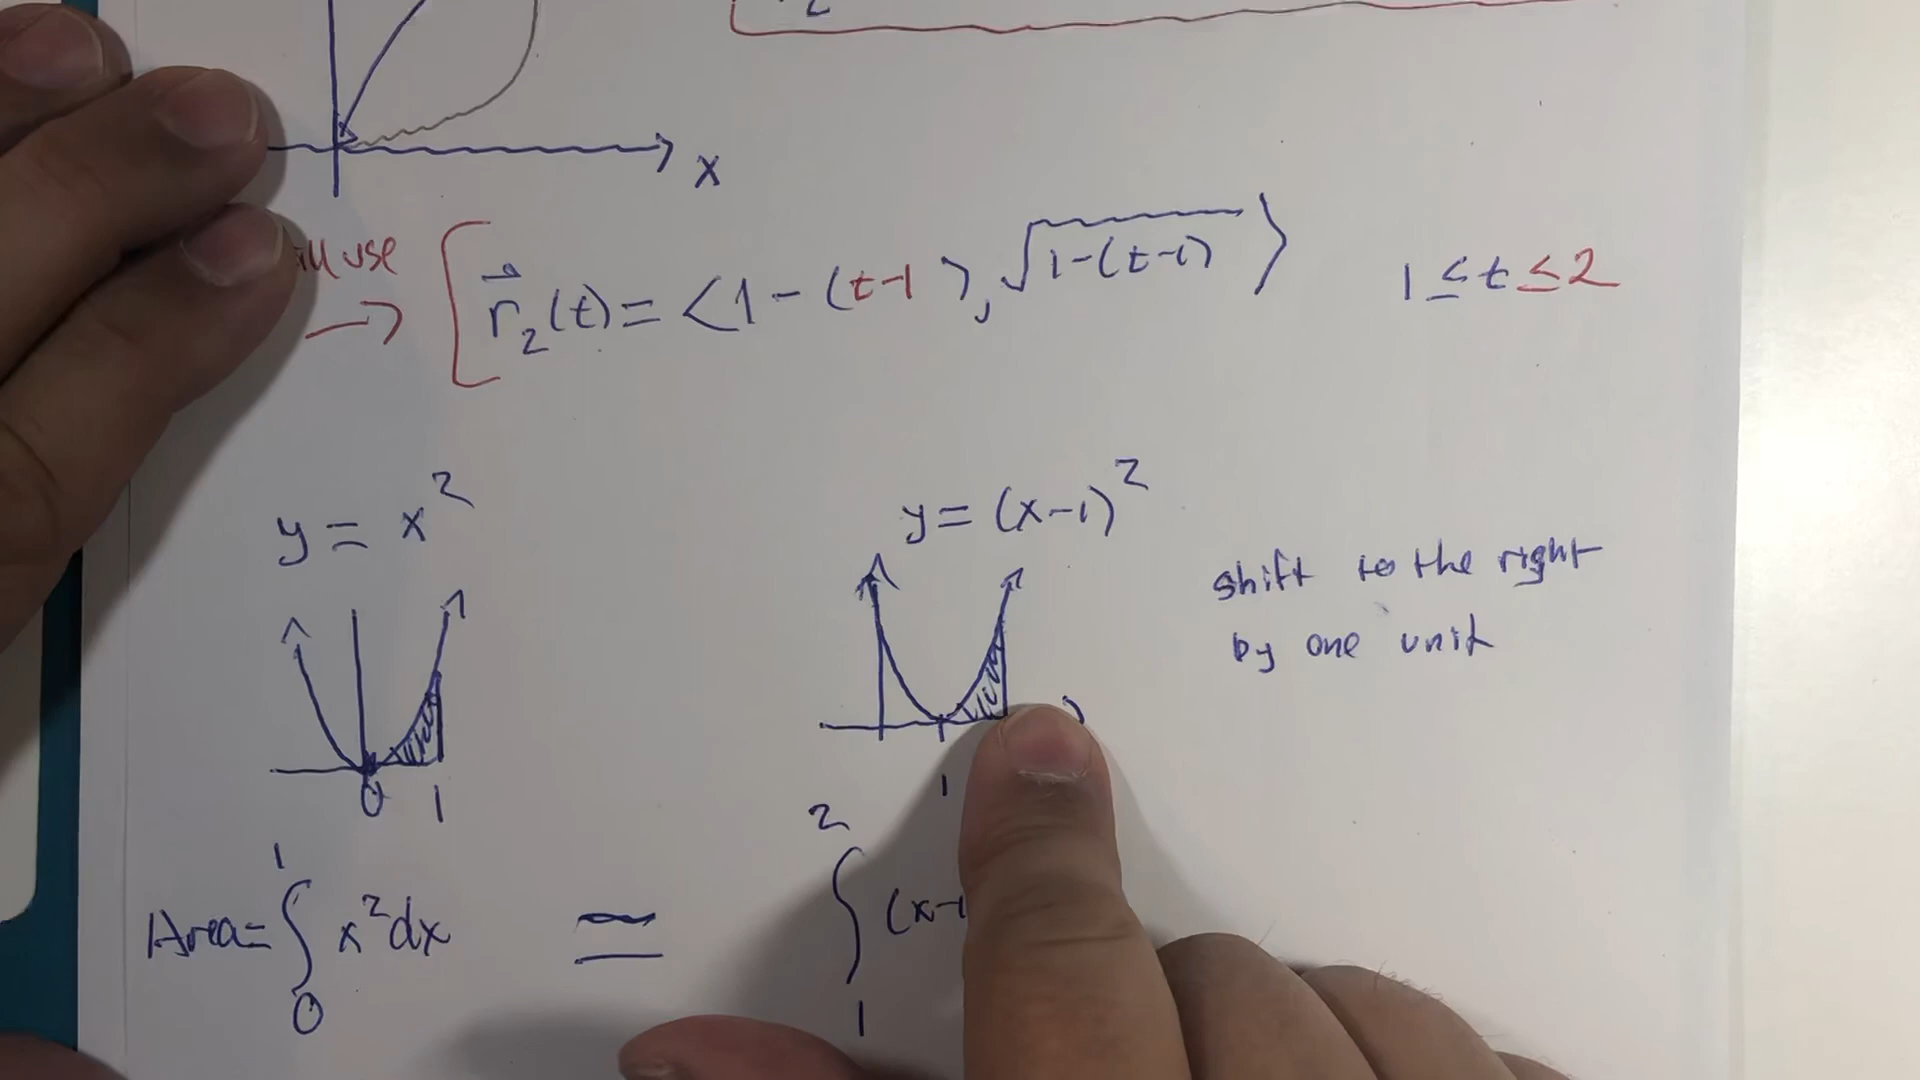 2
x
ill use
→ [ r⃗₂(t) = <1 - (t-1), √1-(t-1) ⟩ 1 ≤ t ≤ 2
y = x² y = (x-1)²
shift to the right
by one unit
0 1 1
Area = ∫₀¹ x²dx = ∫₁² (x-1